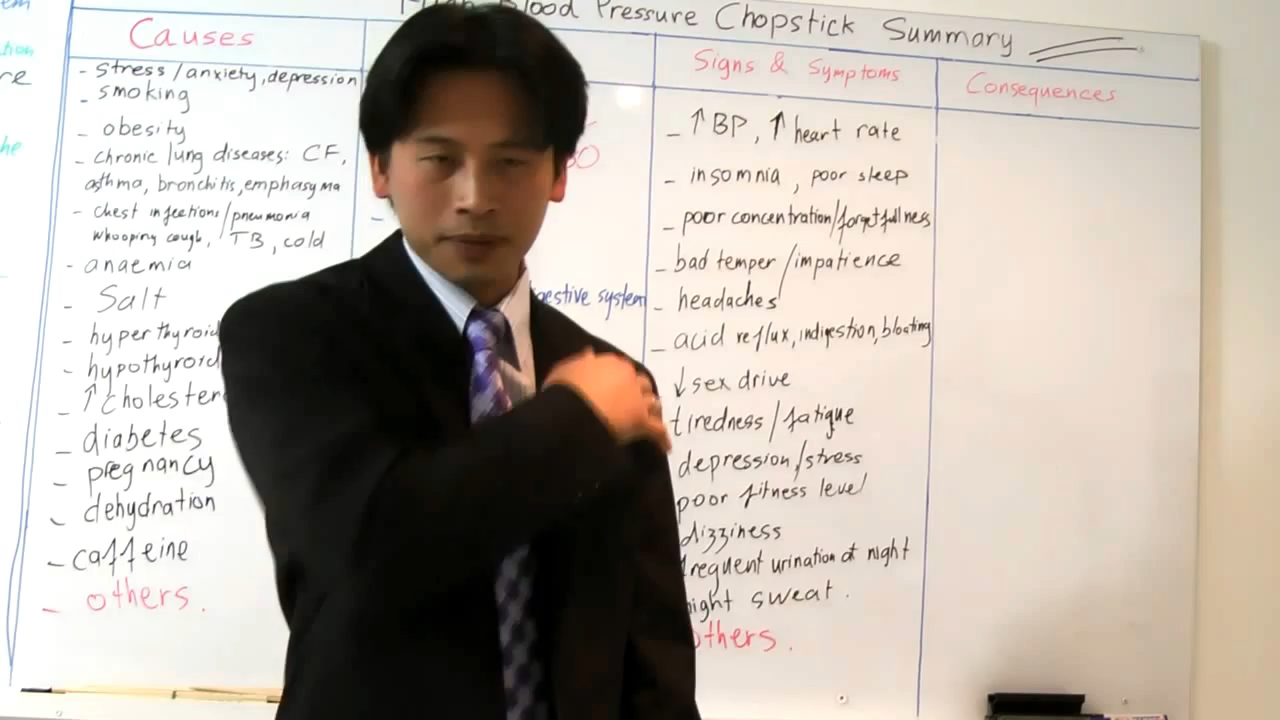 Blood Pressure Chopstick Summary
Causes
- stress/anxiety, depression
- smoking
- obesity
- chronic lung diseases: CF,
asthma, bronchitis, emphasyma
- chest infections/pneumonia
whooping cough, TB, cold
- anaemia
- Salt
- hyperthyroid
- hypothyroid
- ↑ cholester
- diabetes
- pregnancy
- dehydration
- caffeine
- others.
system
Signs & Symptoms
- ↑ BP, ↑ heart rate
- insomnia, poor sleep
- poor concentration/forgetfullness
- bad temper/impatience
- headaches
- acid reflux, indigestion, bloating
↓ sex drive
tiredness/fatigue
depression/stress
poor fitness level
dizziness
frequent urination at night
night sweat.
others.
Consequences